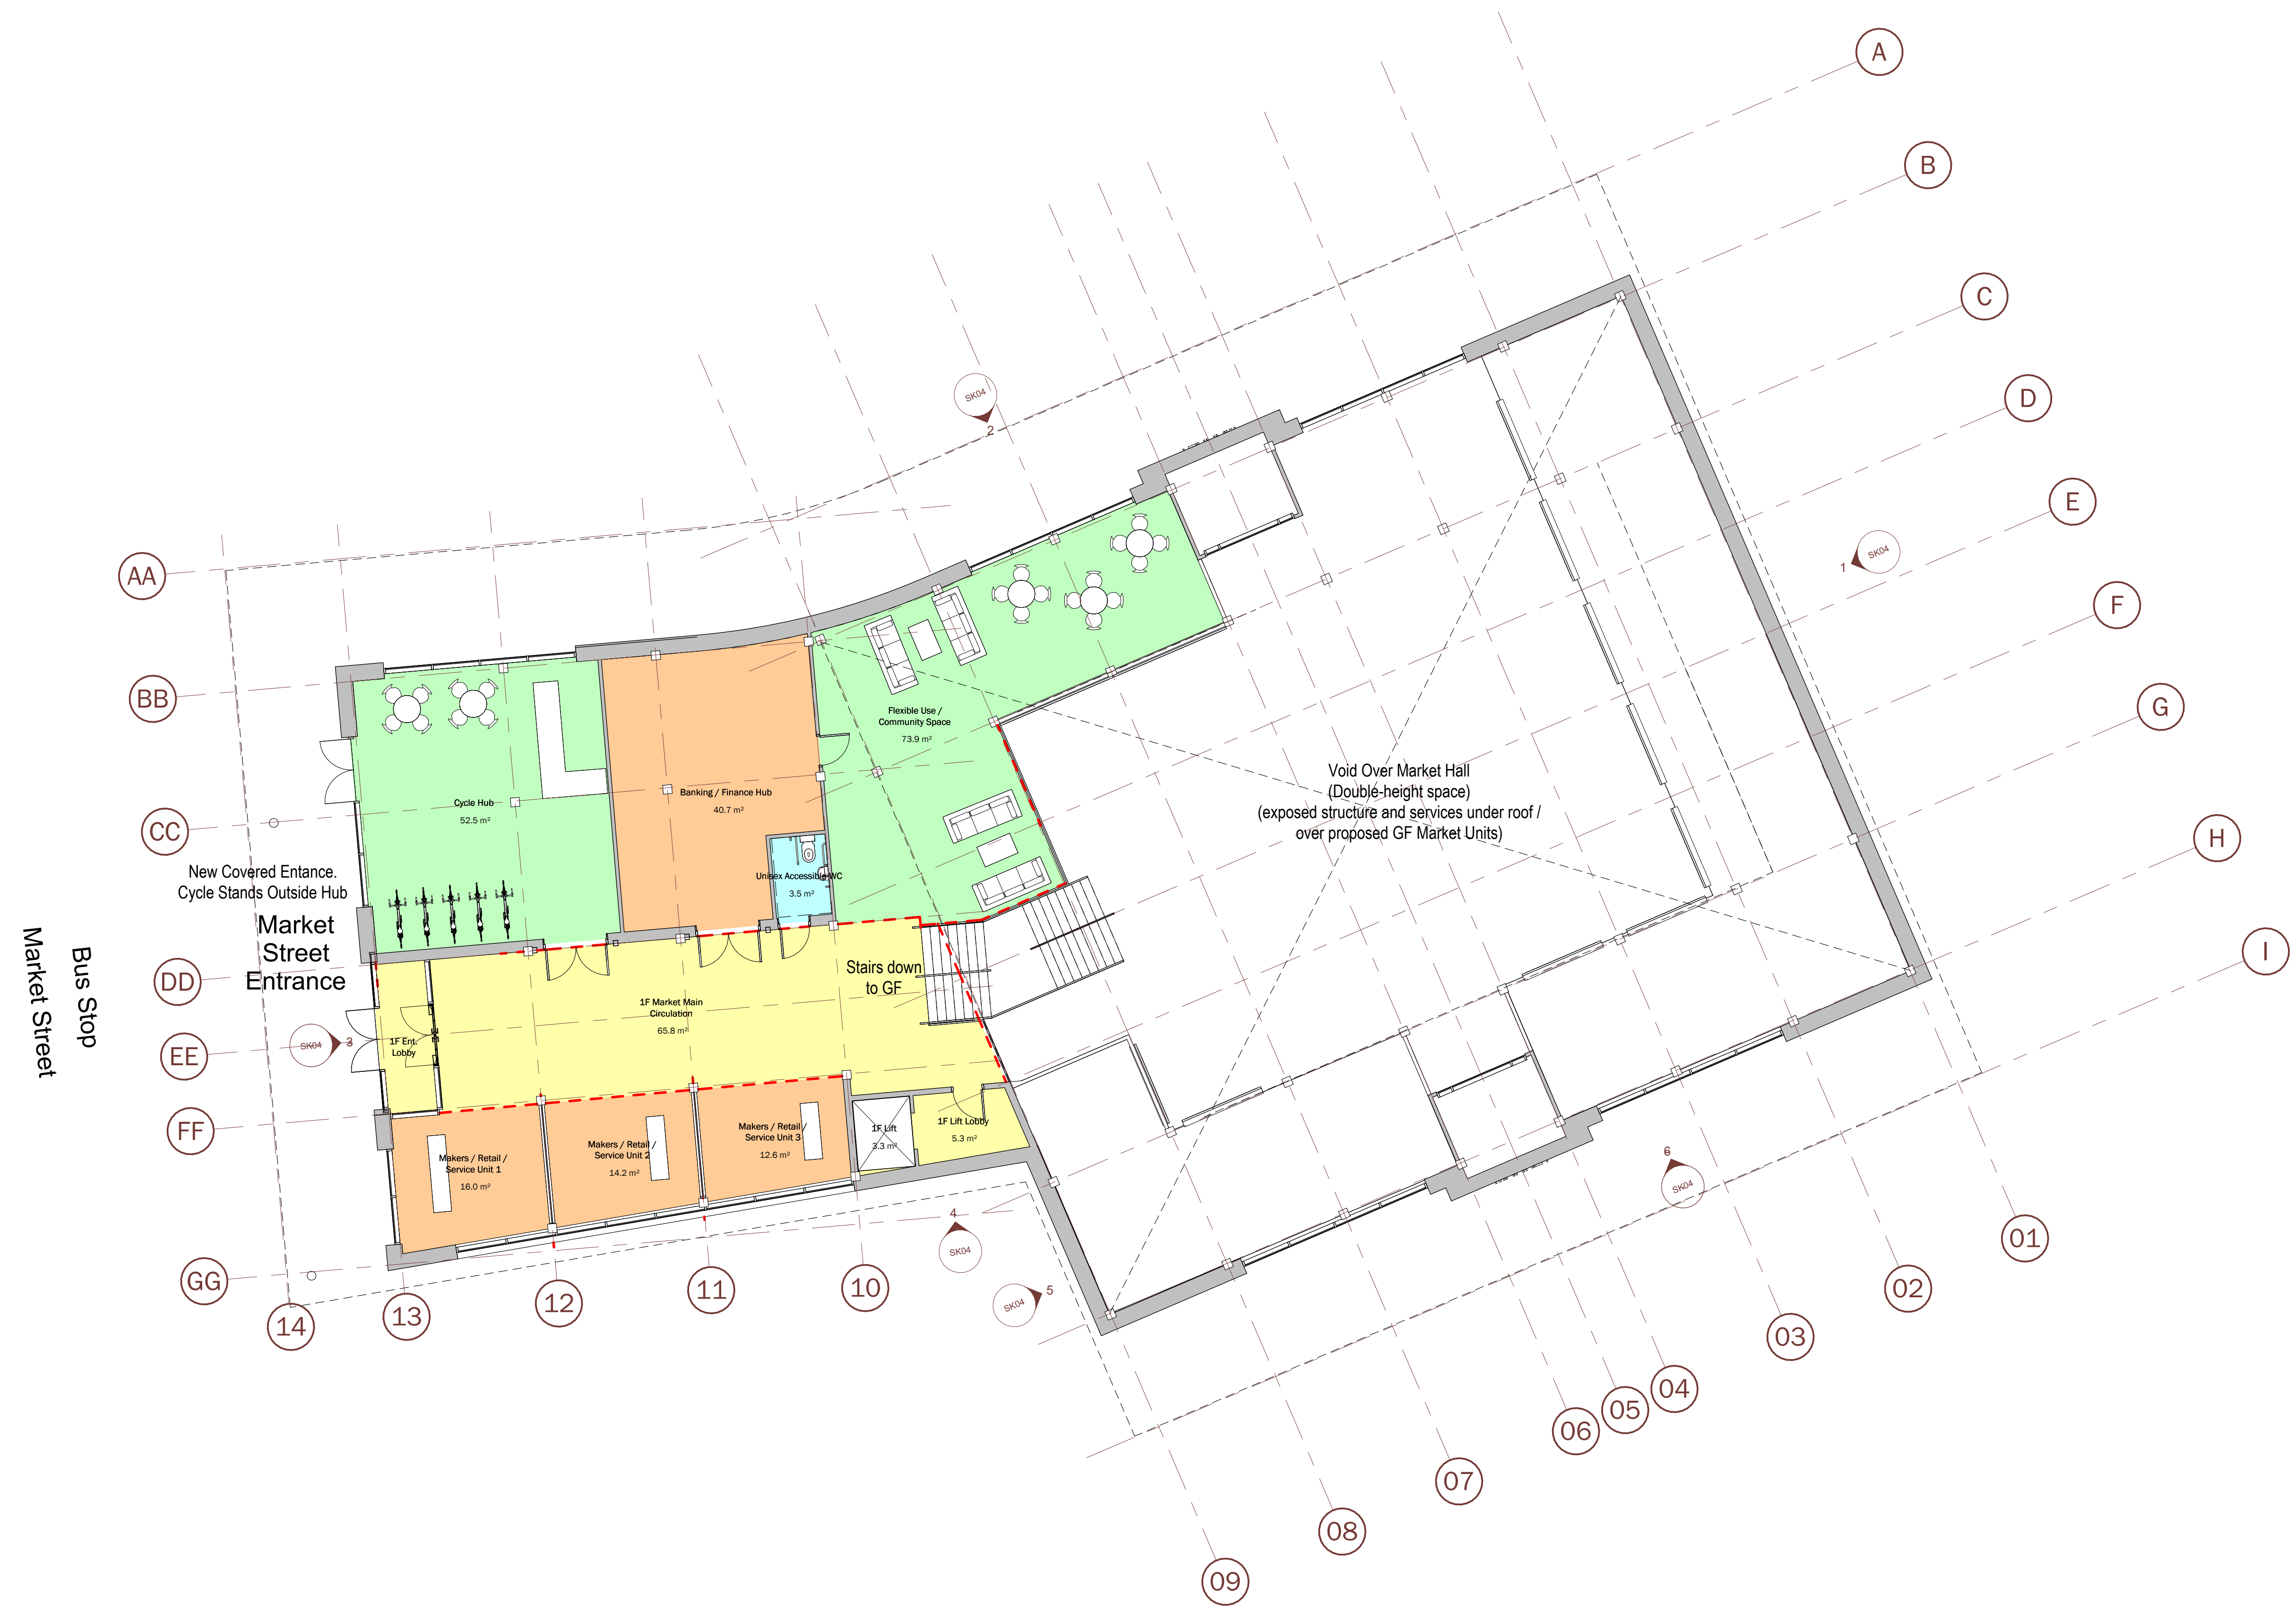 A
B
C
D
E
F
G
H
I
SK04
2
SK04
1
AA
BB
CC
DD
EE
FF
GG
Flexible Use /
Community Space
73.9 m²
Cycle Hub
52.5 m²
Banking / Finance Hub
40.7 m²
Unisex Accessible WC
3.5 m²
Void Over Market Hall
(Double-height space)
(exposed structure and services under roof /
over proposed GF Market Units)
New Covered Entance.
Cycle Stands Outside Hub
Market
Street
Entrance
Bus Stop
Market Street
Stairs down
to GF
1F Market Main
Circulation
65.8 m²
1F Ent.
Lobby
SK04
3
Makers / Retail /
Service Unit 1
16.0 m²
Makers / Retail /
Service Unit 2
14.2 m²
Makers / Retail /
Service Unit 3
12.6 m²
1F Lift
3.3 m²
1F Lift Lobby
5.3 m²
4
SK04
SK04
5
6
SK04
14
13
12
11
10
09
08
07
06
05
04
03
02
01